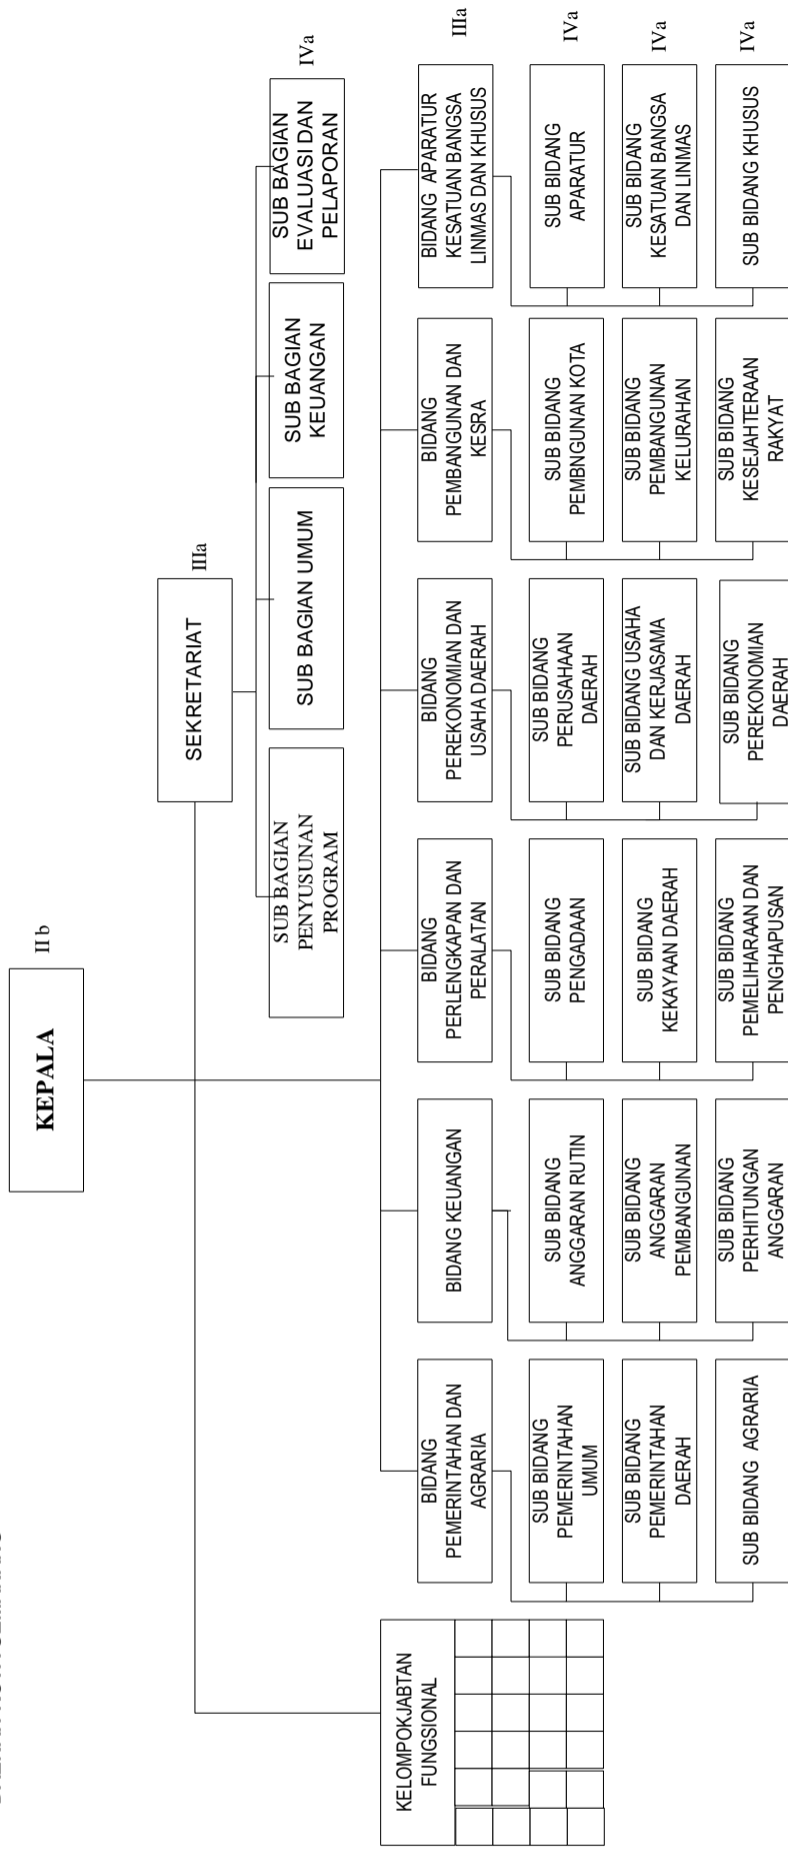 KEPALA
II b
SEKRETARIAT
IIIa
SUB BAGIAN
PENYUSUNAN
PROGRAM
SUB BAGIAN UMUM
SUB BAGIAN
KEUANGAN
SUB BAGIAN
EVALUASI DAN
PELAPORAN
IVa
KELOMPOKJABTAN
FUNGSIONAL
BIDANG
PEMERINTAHAN DAN
AGRARIA
BIDANG KEUANGAN
BIDANG
PERLENGKAPAN DAN
PERALATAN
BIDANG
PEREKONOMIAN DAN
USAHA DAERAH
BIDANG
PEMBANGUNAN DAN
KESRA
BIDANG APARATUR
KESATUAN BANGSA
LINMAS DAN KHUSUS
IIIa
SUB BIDANG
PEMERINTAHAN
UMUM
SUB BIDANG
ANGGARAN RUTIN
SUB BIDANG
PENGADAAN
SUB BIDANG
PERUSAHAAN
DAERAH
SUB BIDANG
PEMBNGUNAN KOTA
SUB BIDANG
APARATUR
IVa
SUB BIDANG
PEMERINTAHAN
DAERAH
SUB BIDANG
ANGGARAN
PEMBANGUNAN
SUB BIDANG
KEKAYAAN DAERAH
SUB BIDANG USAHA
DAN KERJASAMA
DAERAH
SUB BIDANG
PEMBANGUNAN
KELURAHAN
SUB BIDANG
KESATUAN BANGSA
DAN LINMAS
IVa
SUB BIDANG AGRARIA
SUB BIDANG
PERHITUNGAN
ANGGARAN
SUB BIDANG
PEMELIHARAAN DAN
PENGHAPUSAN
SUB BIDANG
PEREKONOMIAN
DAERAH
SUB BIDANG
KESEJAHTERAAN
RAKYAT
SUB BIDANG KHUSUS
IVa